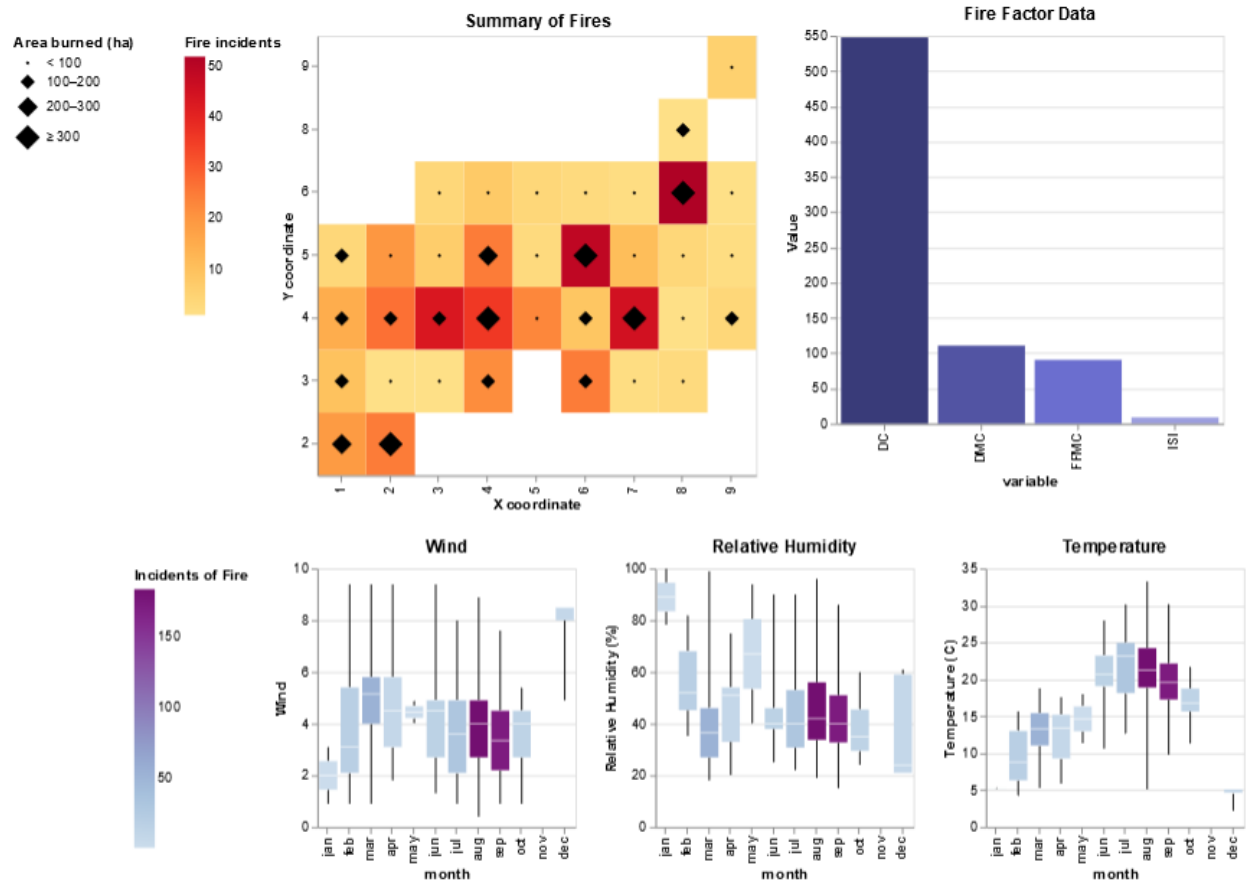 Summary of Fires
Area burned (ha)
< 100
100–200
200–300
≥ 300
Fire incidents
50
40
30
20
10
Y coordinate
9
8
6
5
4
3
2
1 2 3 4 5 6 7 8 9
X coordinate
Fire Factor Data
Value
550
500
450
400
350
300
250
200
150
100
50
0
DC DMC FFMC ISI
variable
Incidents of Fire
150
100
50
Wind
Wind
10
8
6
4
2
0
jan feb mar apr may jun jul aug sep oct nov dec
month
Relative Humidity
Relative Humidity (%)
100
80
60
40
20
0
jan feb mar apr may jun jul aug sep oct nov dec
month
Temperature
Temperature (C)
35
30
25
20
15
10
5
0
jan feb mar apr may jun jul aug sep oct nov dec
month